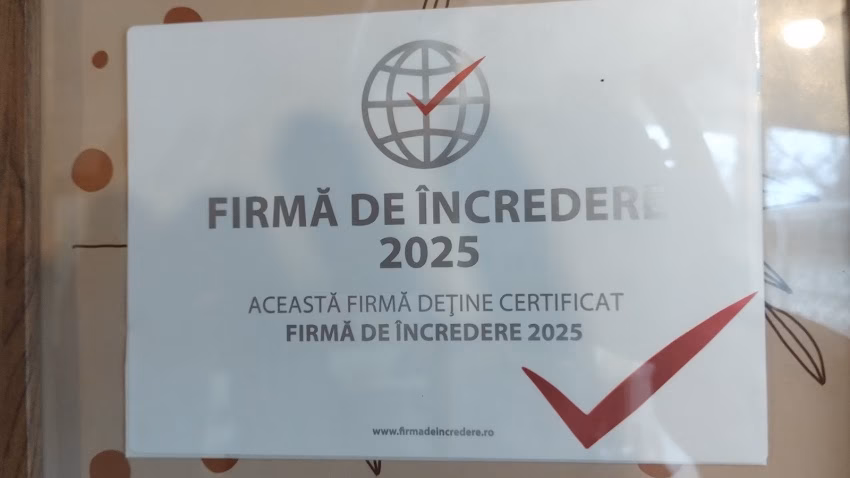 FIRMĂ DE ÎNCREDERE
2025
ACEASTĂ FIRMĂ DEŢINE CERTIFICAT
FIRMĂ DE ÎNCREDERE 2025
www.firmadeincredere.ro